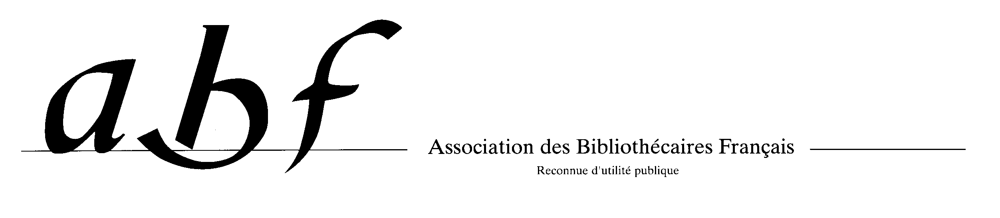 abf
Association des Bibliothécaires Français
Reconnue d'utilité publique